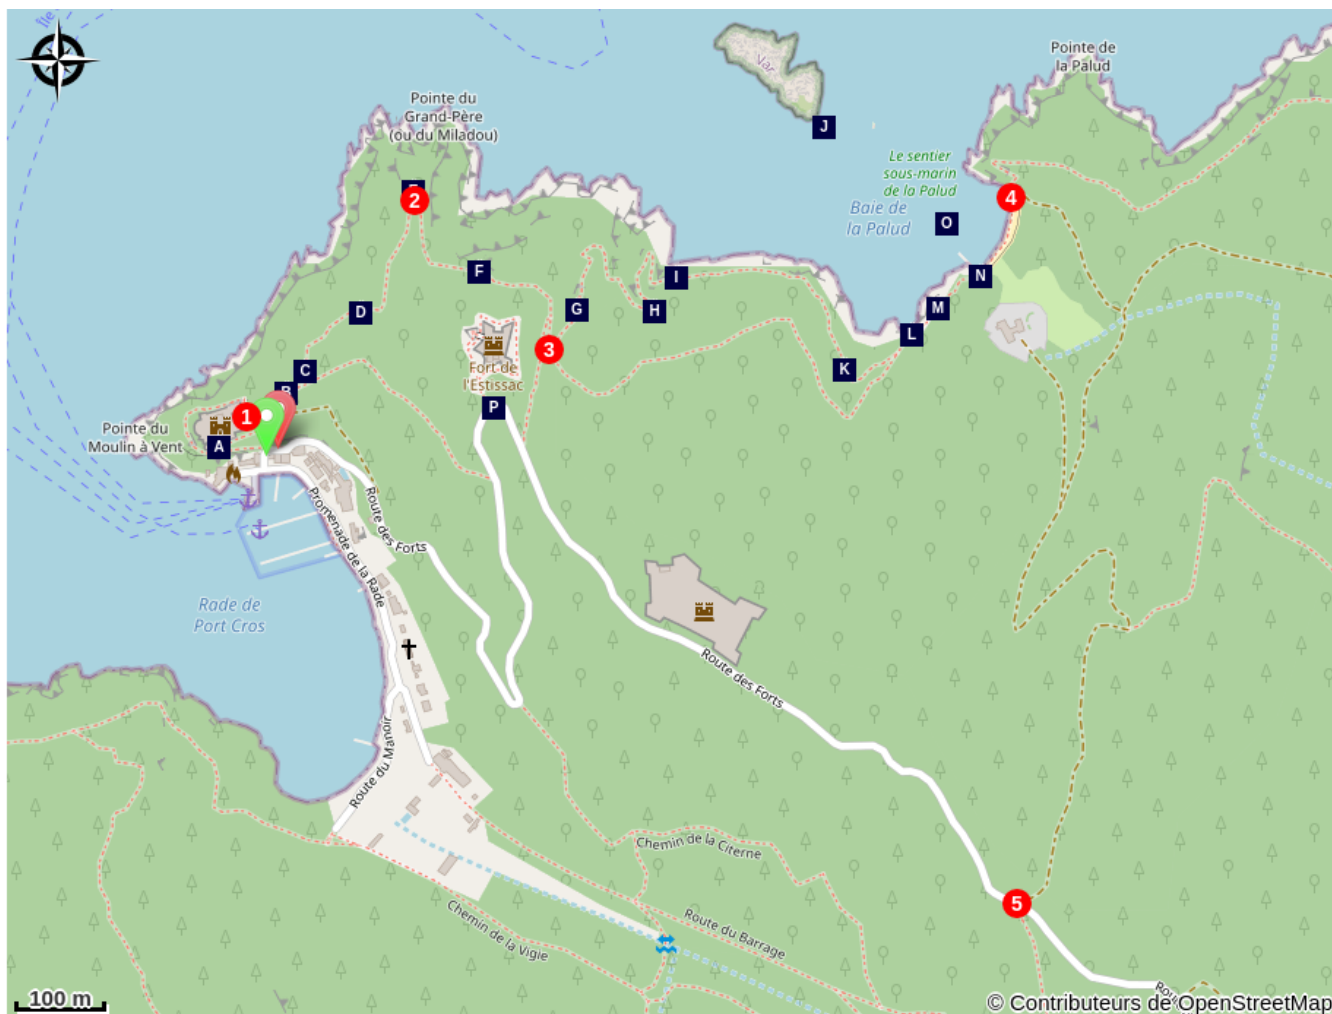 Île
Pointe de
la Palud
Var
Pointe du
Grand-Père
(ou du Miladou)
J
Le sentier
sous-marin
de la Palud
2
4
Baie de
la Palud
O
F
I
N
D
G
H
M
L
3
C
Fort de
l'Estissac
K
B
P
1
Pointe du
Moulin à Vent
A
Promenade de la Rade
Route des Forts
Rade de
Port Cros
Route des Forts
Route du Manoir
Chemin de la Citerne
5
Chemin de la Vigie
Route du Barrage
100 m
© Contributeurs de OpenStreetMap